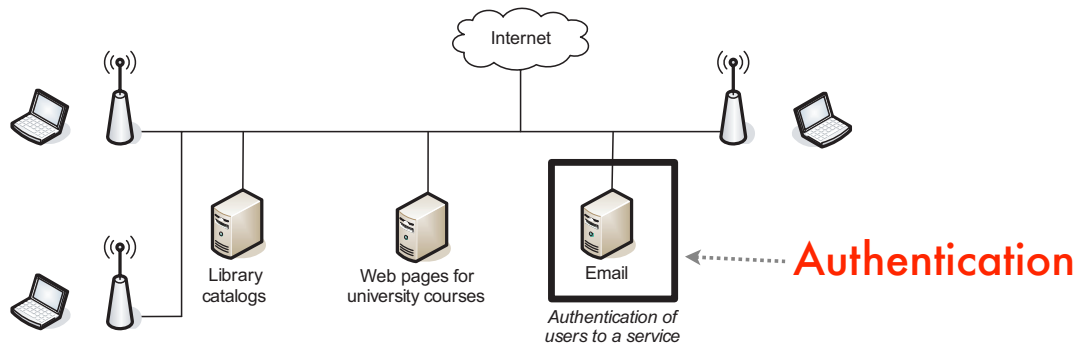 Internet
Library
catalogs
Web pages for
university courses
Email
Authentication of
users to a service
Authentication